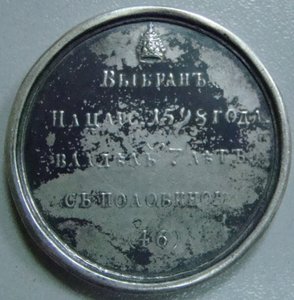 ВЫБРАНЪ
НА ЦАРС. 1598 ГОДА
ВЛАДѢЛЪ 7 ЛѢТЪ
СЪ ПОЛОВИНОЮ
(46)